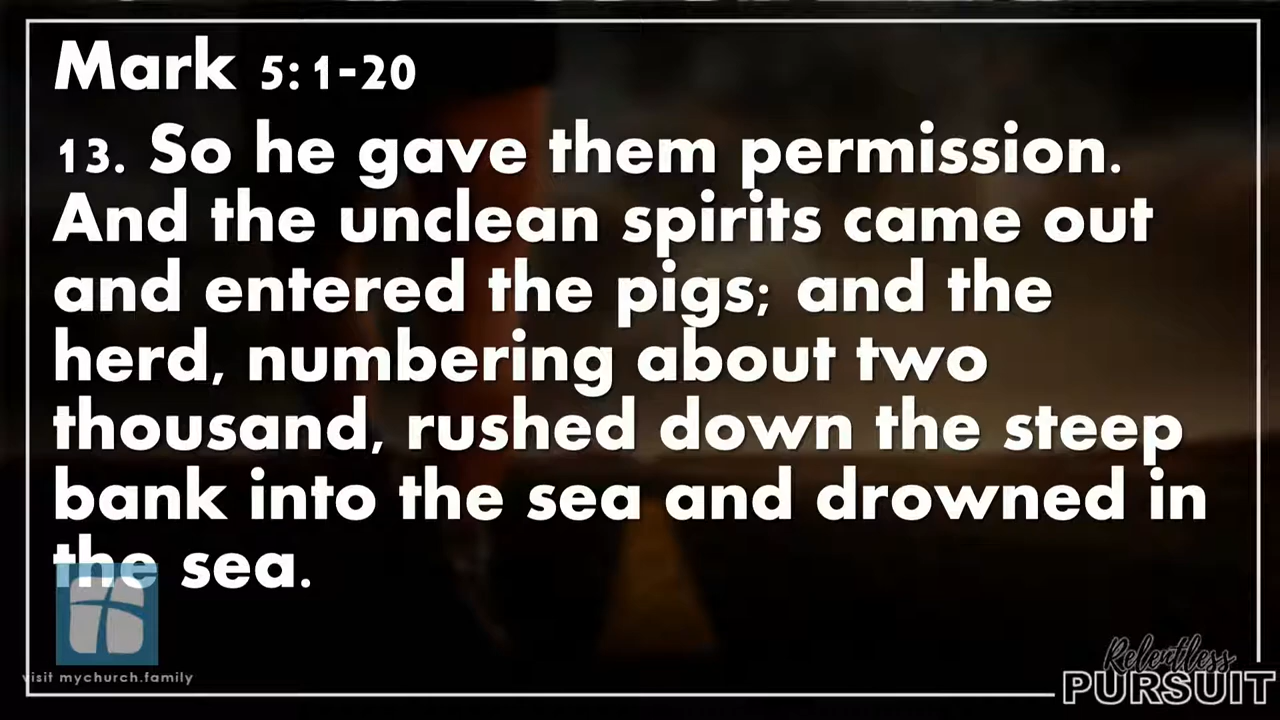 Mark 5:1-20
13. So he gave them permission.
And the unclean spirits came out
and entered the pigs; and the
herd, numbering about two
thousand, rushed down the steep
bank into the sea and drowned in
the sea.
visit mychurch.family
Relentless
PURSUIT